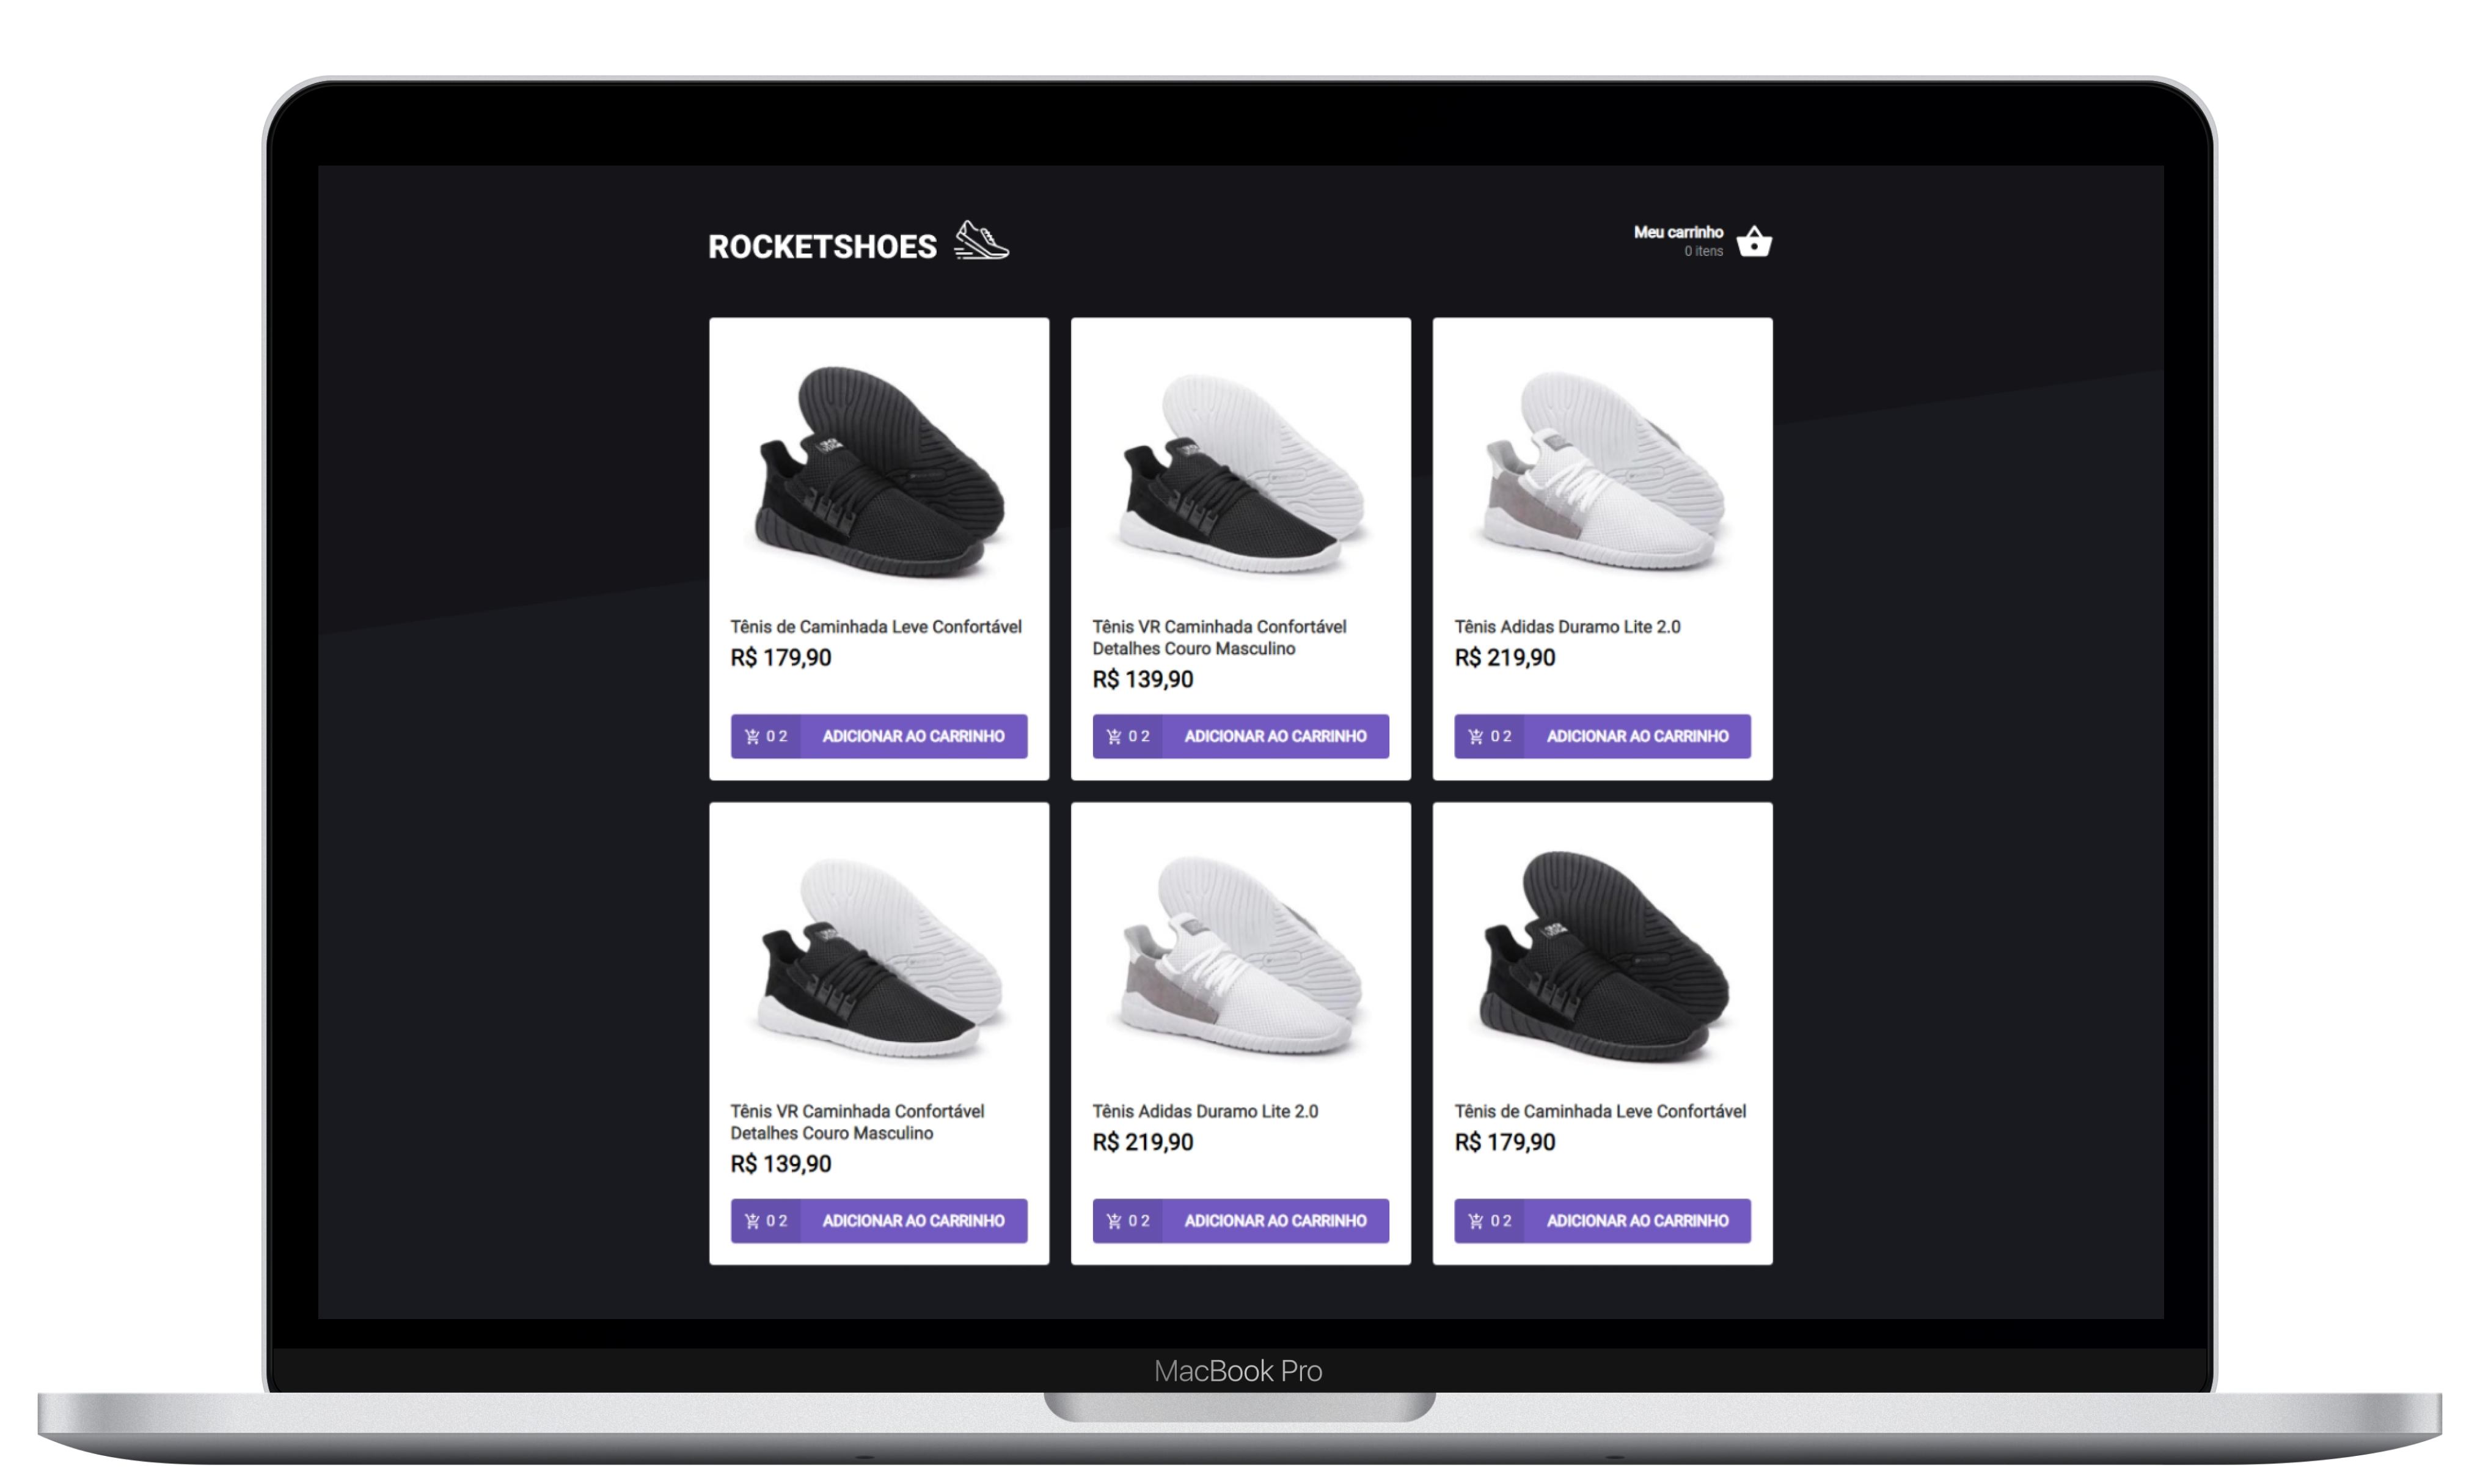 ROCKETSHOES
Meu carrinho
0 itens
Tênis de Caminhada Leve Confortável
R$ 179,90
0 2 ADICIONAR AO CARRINHO
Tênis VR Caminhada Confortável
Detalhes Couro Masculino
R$ 139,90
0 2 ADICIONAR AO CARRINHO
Tênis Adidas Duramo Lite 2.0
R$ 219,90
0 2 ADICIONAR AO CARRINHO
Tênis VR Caminhada Confortável
Detalhes Couro Masculino
R$ 139,90
0 2 ADICIONAR AO CARRINHO
Tênis Adidas Duramo Lite 2.0
R$ 219,90
0 2 ADICIONAR AO CARRINHO
Tênis de Caminhada Leve Confortável
R$ 179,90
0 2 ADICIONAR AO CARRINHO
MacBook Pro